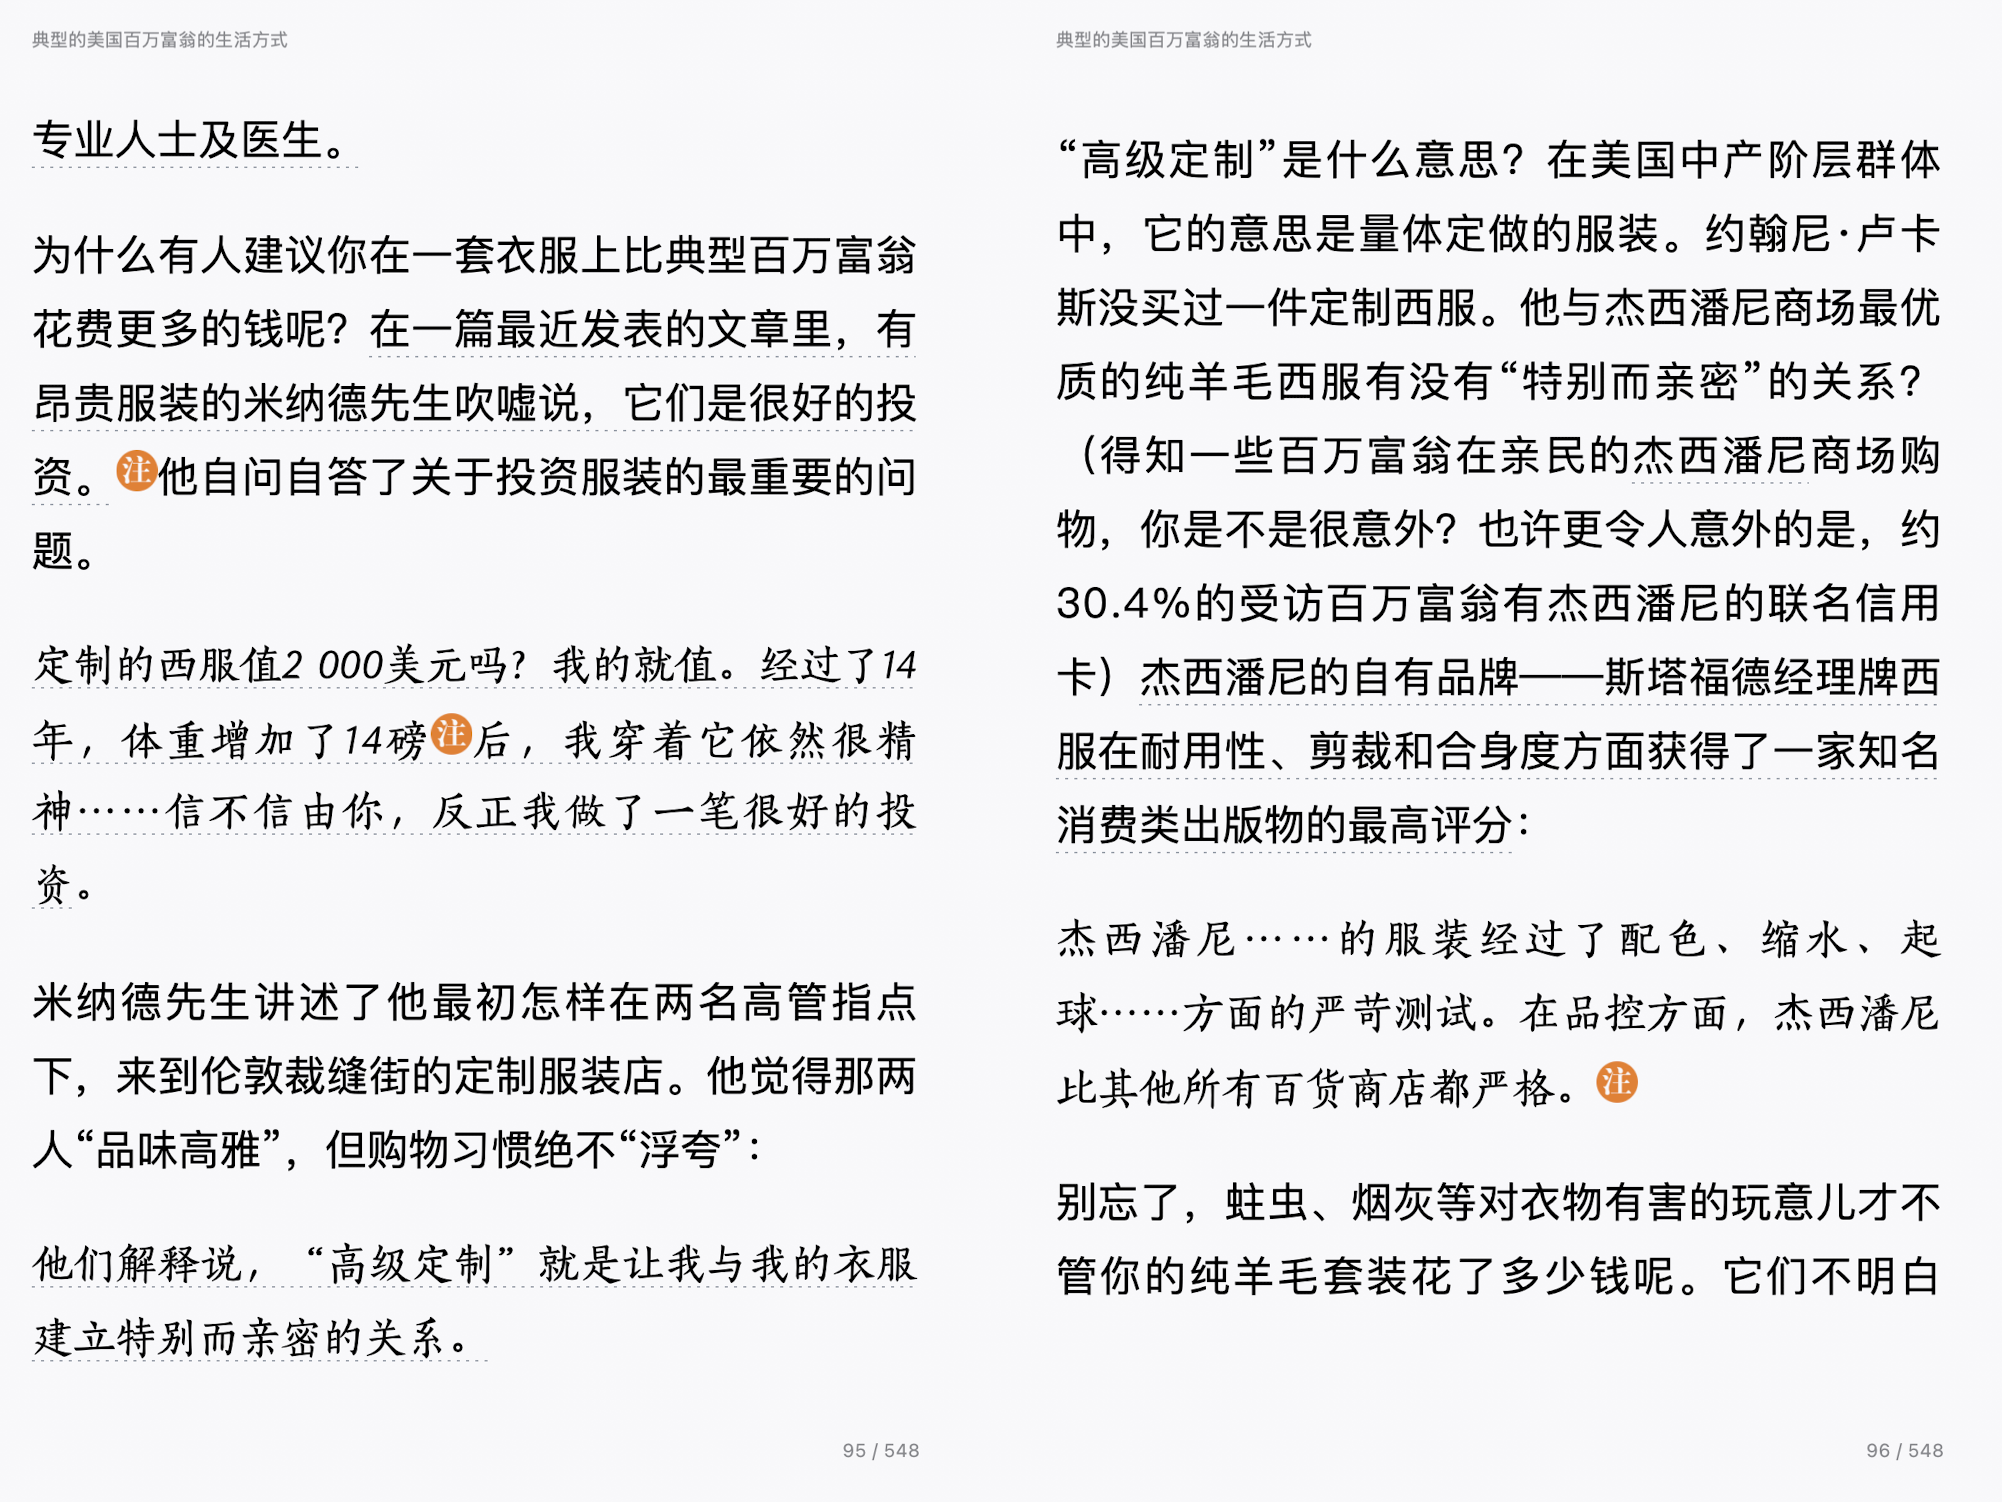 典型的美国百万富翁的生活方式
专业人士及医生。
为什么有人建议你在一套衣服上比典型百万富翁
花费更多的钱呢？在一篇最近发表的文章里，有
昂贵服装的米纳德先生吹嘘说，它们是很好的投
资。注他自问自答了关于投资服装的最重要的问
题。
定制的西服值2 000美元吗？我的就值。经过了14
年，体重增加了14磅注后，我穿着它依然很精
神……信不信由你，反正我做了一笔很好的投
资。
米纳德先生讲述了他最初怎样在两名高管指点
下，来到伦敦裁缝街的定制服装店。他觉得那两
人“品味高雅”，但购物习惯绝不“浮夸”：
他们解释说，“高级定制”就是让我与我的衣服
建立特别而亲密的关系。
95 / 548
典型的美国百万富翁的生活方式
“高级定制”是什么意思？在美国中产阶层群体
中，它的意思是量体定做的服装。约翰尼·卢卡
斯没买过一件定制西服。他与杰西潘尼商场最优
质的纯羊毛西服有没有“特别而亲密”的关系？
（得知一些百万富翁在亲民的杰西潘尼商场购
物，你是不是很意外？也许更令人意外的是，约
30.4%的受访百万富翁有杰西潘尼的联名信用
卡）杰西潘尼的自有品牌——斯塔福德经理牌西
服在耐用性、剪裁和合身度方面获得了一家知名
消费类出版物的最高评分：
杰西潘尼……的服装经过了配色、缩水、起
球……方面的严苛测试。在品控方面，杰西潘尼
比其他所有百货商店都严格。注
别忘了，蛀虫、烟灰等对衣物有害的玩意儿才不
管你的纯羊毛套装花了多少钱呢。它们不明白
96 / 548